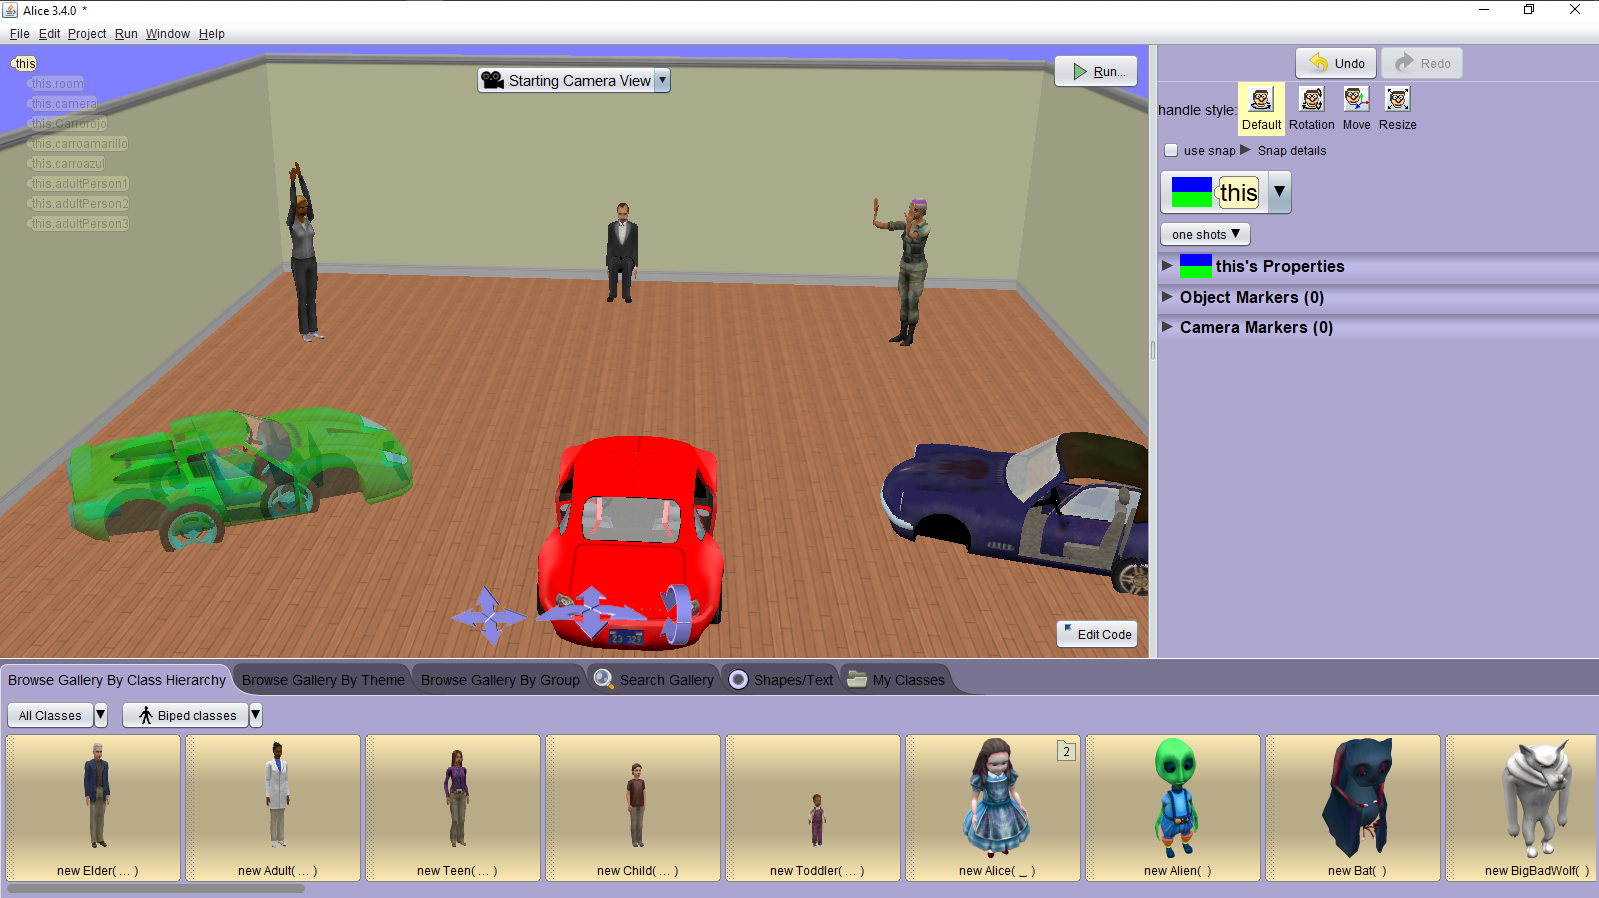 Alice 3.4.0 *
File Edit Project Run Window Help
this
this.room
this.camera
this.Carrorojo
this.carroamarillo
this.carroazul
this.adultPerson1
this.adultPerson2
this.adultPerson3
Starting Camera View
Run...
Undo
Redo
handle style:
Default Rotation Move Resize
use snap Snap details
this
one shots
this's Properties
Object Markers (0)
Camera Markers (0)
23 329
Edit Code
Browse Gallery By Class Hierarchy Browse Gallery By Theme Browse Gallery By Group Search Gallery Shapes/Text My Classes
All Classes Biped classes
2
new Elder( ... ) new Adult( ... ) new Teen( ... ) new Child( ... ) new Toddler( ... ) new Alice( _ ) new Alien( ) new Bat( ) new BigBadWolf( )